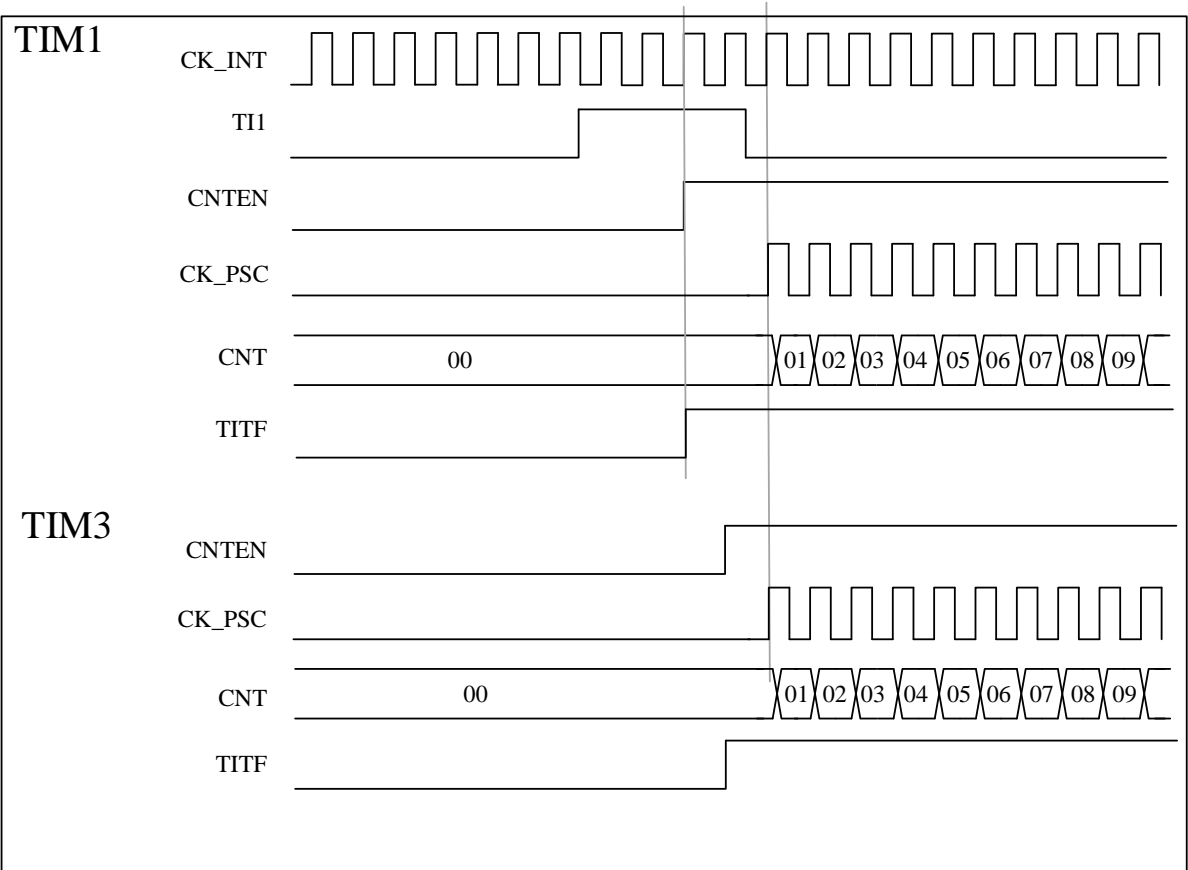 TIM1
CK_INT
TI1
CNTEN
CK_PSC
CNT 00 01 02 03 04 05 06 07 08 09
TITF
TIM3
CNTEN
CK_PSC
CNT 00 01 02 03 04 05 06 07 08 09
TITF